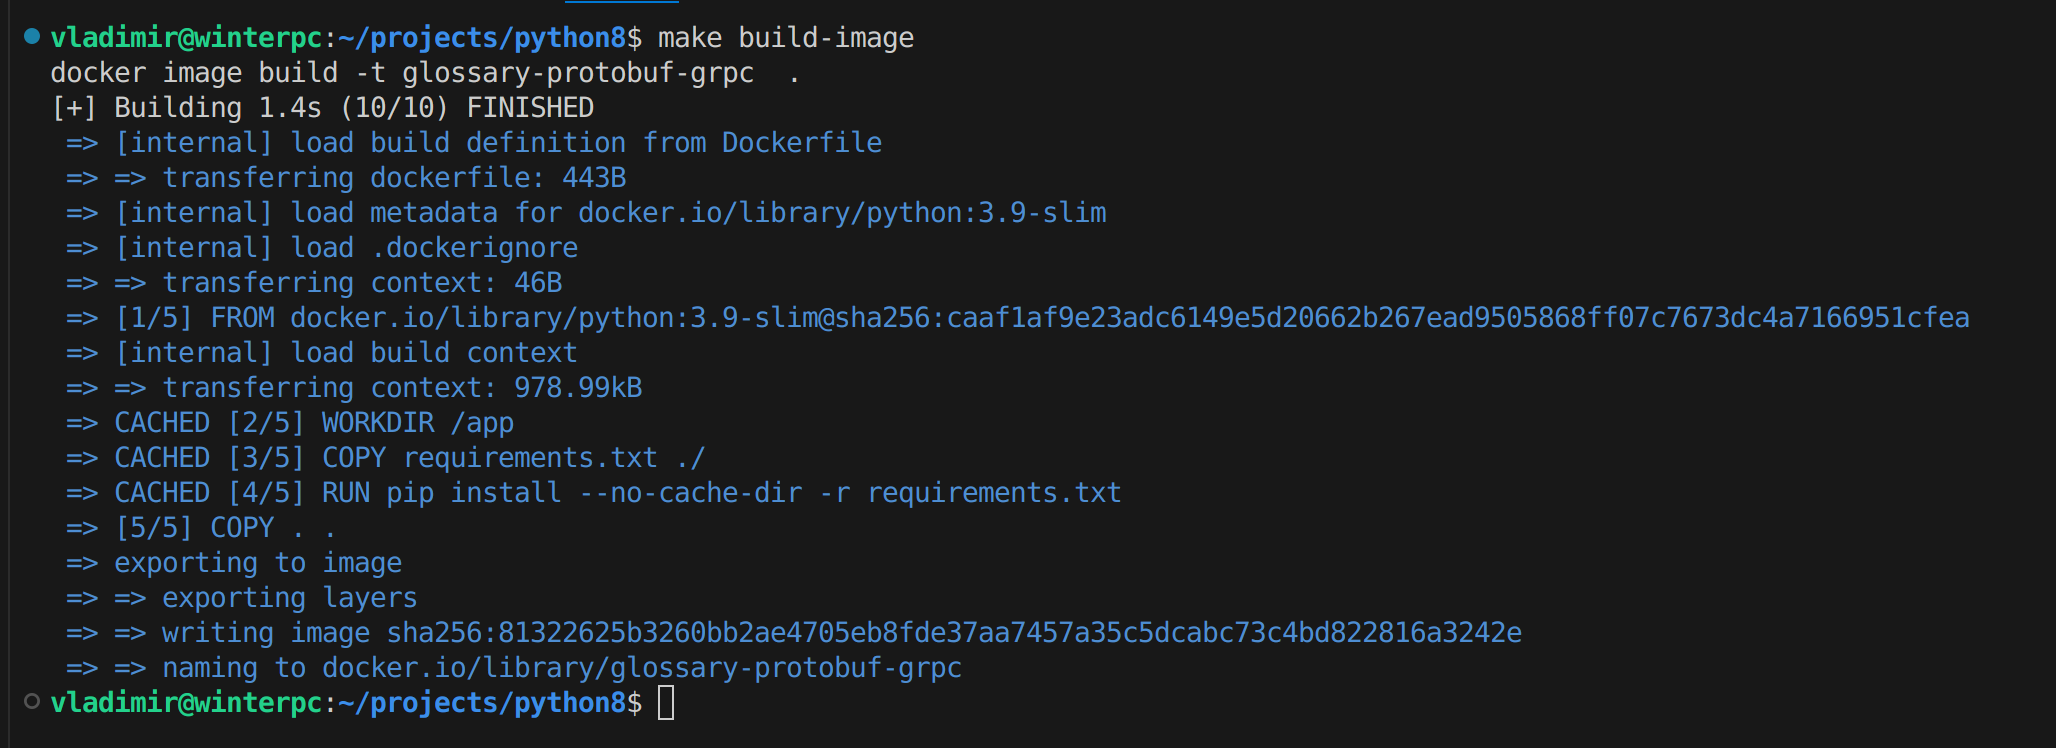 vladimir@winterpc:~/projects/python8$ make build-image
docker image build -t glossary-protobuf-grpc  .
[+] Building 1.4s (10/10) FINISHED
=> [internal] load build definition from Dockerfile
=> => transferring dockerfile: 443B
=> [internal] load metadata for docker.io/library/python:3.9-slim
=> [internal] load .dockerignore
=> => transferring context: 46B
=> [1/5] FROM docker.io/library/python:3.9-slim@sha256:caaf1af9e23adc6149e5d20662b267ead9505868ff07c7673dc4a7166951cfea
=> [internal] load build context
=> => transferring context: 978.99kB
=> CACHED [2/5] WORKDIR /app
=> CACHED [3/5] COPY requirements.txt ./
=> CACHED [4/5] RUN pip install --no-cache-dir -r requirements.txt
=> [5/5] COPY . .
=> exporting to image
=> => exporting layers
=> => writing image sha256:81322625b3260bb2ae4705eb8fde37aa7457a35c5dcabc73c4bd822816a3242e
=> => naming to docker.io/library/glossary-protobuf-grpc
vladimir@winterpc:~/projects/python8$